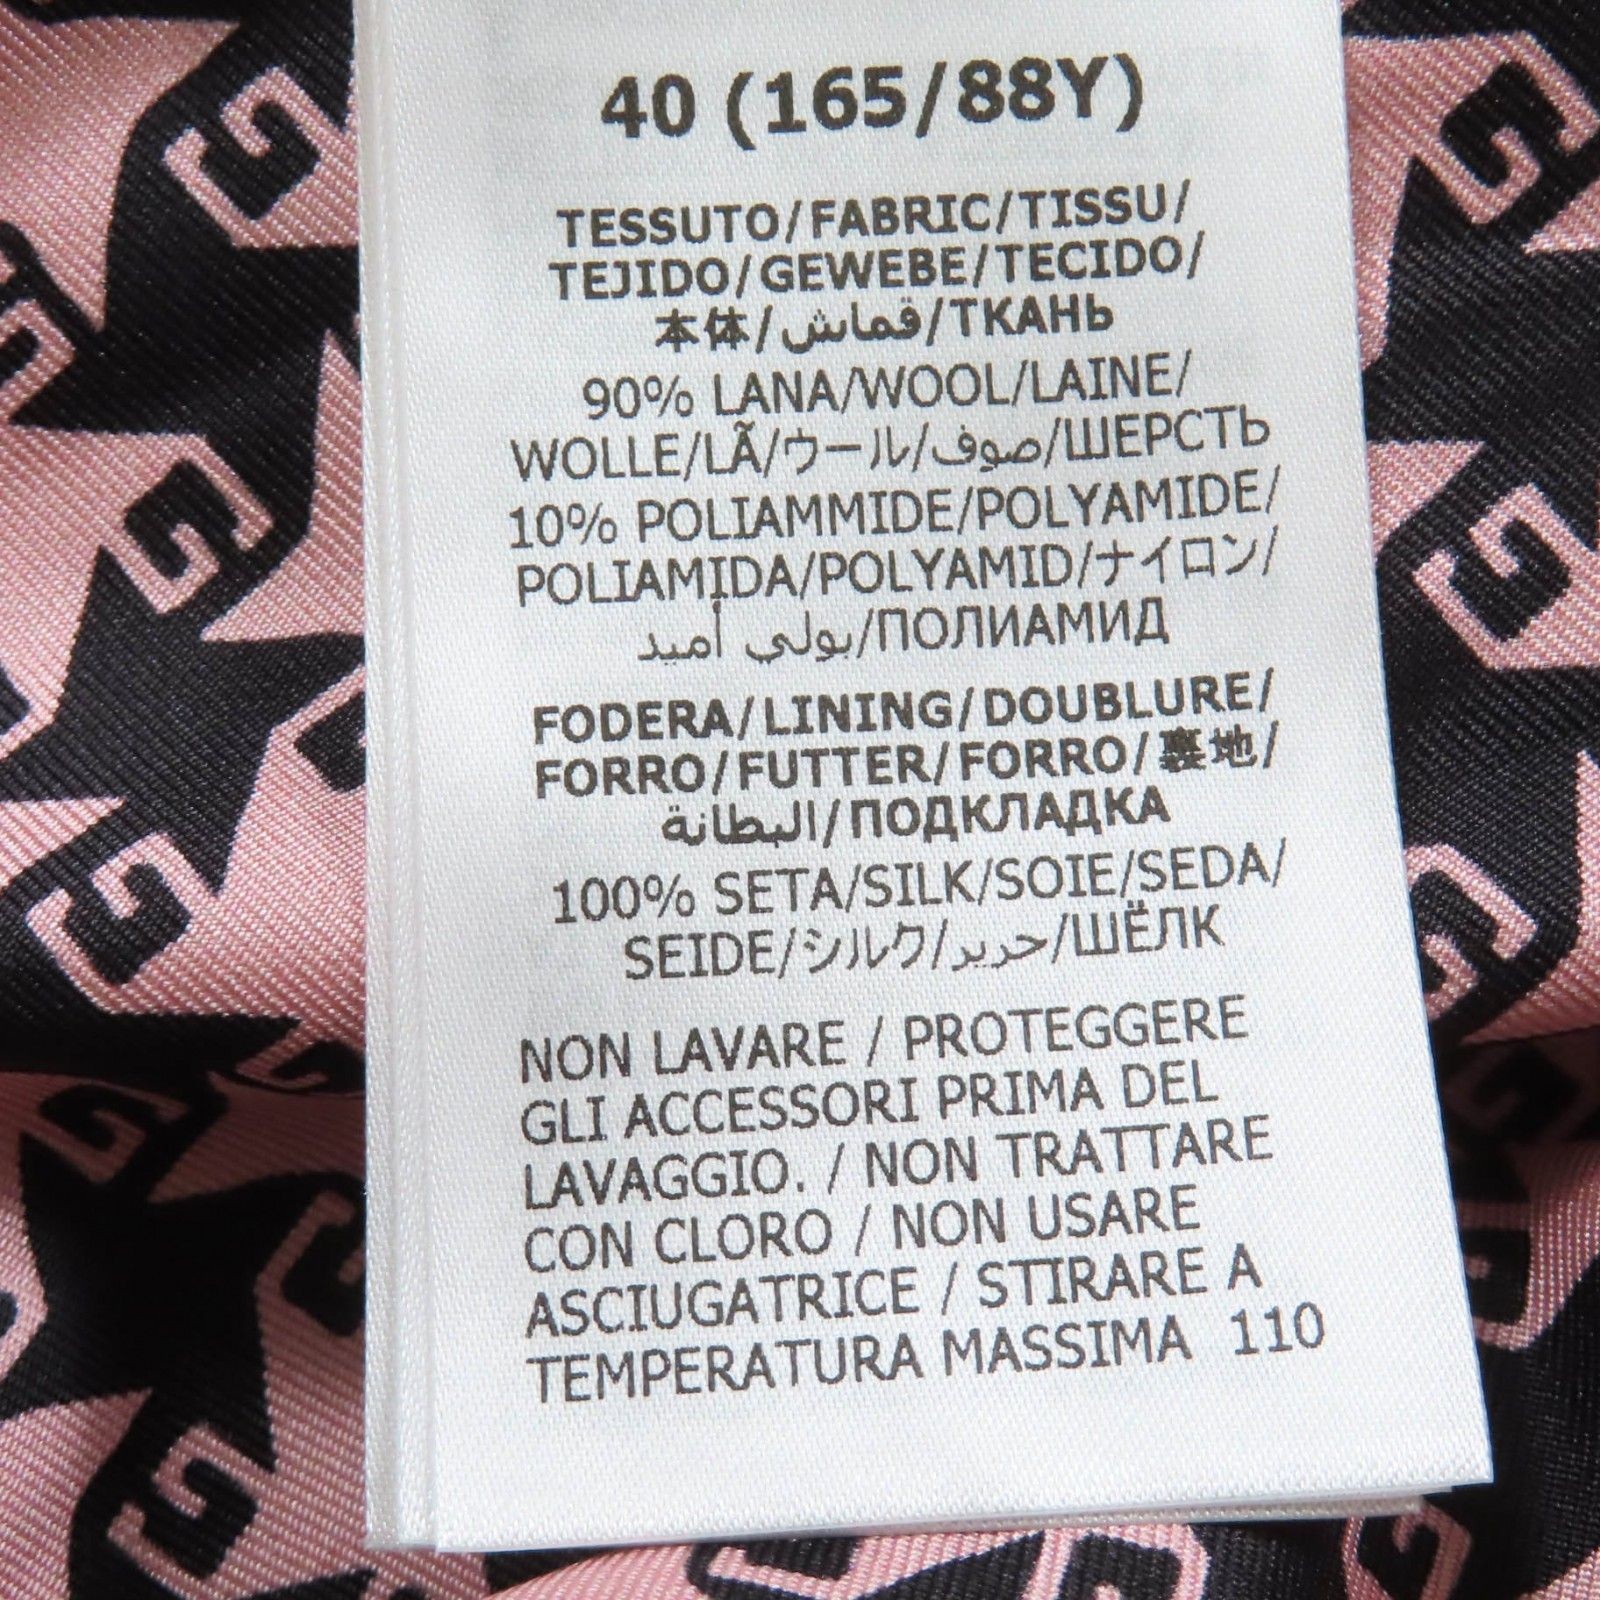 40 (165/88Y)
TESSUTO/FABRIC/TISSU/
TEJIDO/GEWEBE/TECIDO/
本体/قماش/ТКАНЬ
90% LANA/WOOL/LAINE/
WOLLE/LÃ/ウール/صوف/ШЕРСТЬ
10% POLIAMMIDE/POLYAMIDE/
POLIAMIDA/POLYAMID/ナイロン/
بولي أميد/ПОЛИАМИД
FODERA/LINING/DOUBLURE/
FORRO/FUTTER/FORRO/裏地/
البطانة/ПОДКЛАДКА
100% SETA/SILK/SOIE/SEDA/
SEIDE/シルク/حرير/ШЁЛК
NON LAVARE / PROTEGGERE
GLI ACCESSORI PRIMA DEL
LAVAGGIO. / NON TRATTARE
CON CLORO / NON USARE
ASCIUGATRICE / STIRARE A
TEMPERATURA MASSIMA 110